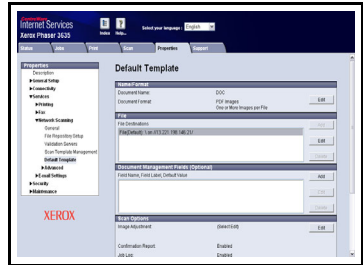 Internet Services
Xerox Phaser 3635
Index
Help...
Select your language :
English
Status
Jobs
Print
Scan
Properties
Support
Properties
Description
General Setup
Connectivity
Services
Printing
Fax
Network Scanning
General
File Repository Setup
Validation Servers
Scan Template Management
Default Template
Advanced
E-mail Settings
Security
Maintenance
XEROX
Default Template
Name/Format
Document Name:
DOC
Document Format:
PDF Images
One or More Images per File
Edit
File
File Destinations
Add
File(Default)
Edit
Delete
Document Management Fields (Optional)
Field Name, Field Label, Default Value
Add
Edit
Delete
Scan Options
Image Adjustment:
(Select Edit)
Edit
Confirmation Report:
Enabled
Job Log:
Enabled